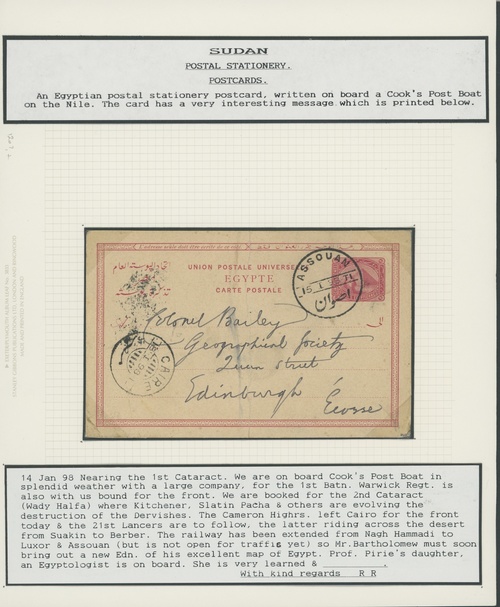 SUDAN
POSTAL STATIONERY.
POSTCARDS.
An Egyptian postal stationery postcard, written on board a Cook's Post Boat
on the Nile. The card has a very interesting message which is printed below.
UNION POSTALE UNIVERSELLE
EGYPTE
CARTE POSTALE
ASSOUAN
اصوان
Colonel Bailey
Geographical Society
Queen Street
Edinburgh
Écosse
CAIRE
14 Jan 98 Nearing the 1st Cataract. We are on board Cook's Post Boat in
splendid weather with a large company, for the 1st Batn. Warwick Regt. is
also with us bound for the front. We are booked for the 2nd Cataract
(Wady Halfa) where Kitchener, Slatin Pacha & others are evolving the
destruction of the Dervishes. The Cameron Highrs. left Cairo for the front
today & the 21st Lancers are to follow, the latter riding across the desert
from Suakin to Berber. The railway has been extended from Nagh Hammadi to
Luxor & Assouan (but is not open for traffis yet) so Mr.Bartholomew must soon
bring out a new Edn. of his excellent map of Egypt. Prof. Pirie's daughter,
an Egyptologist is on board. She is very learned & __________.
With kind regards R R